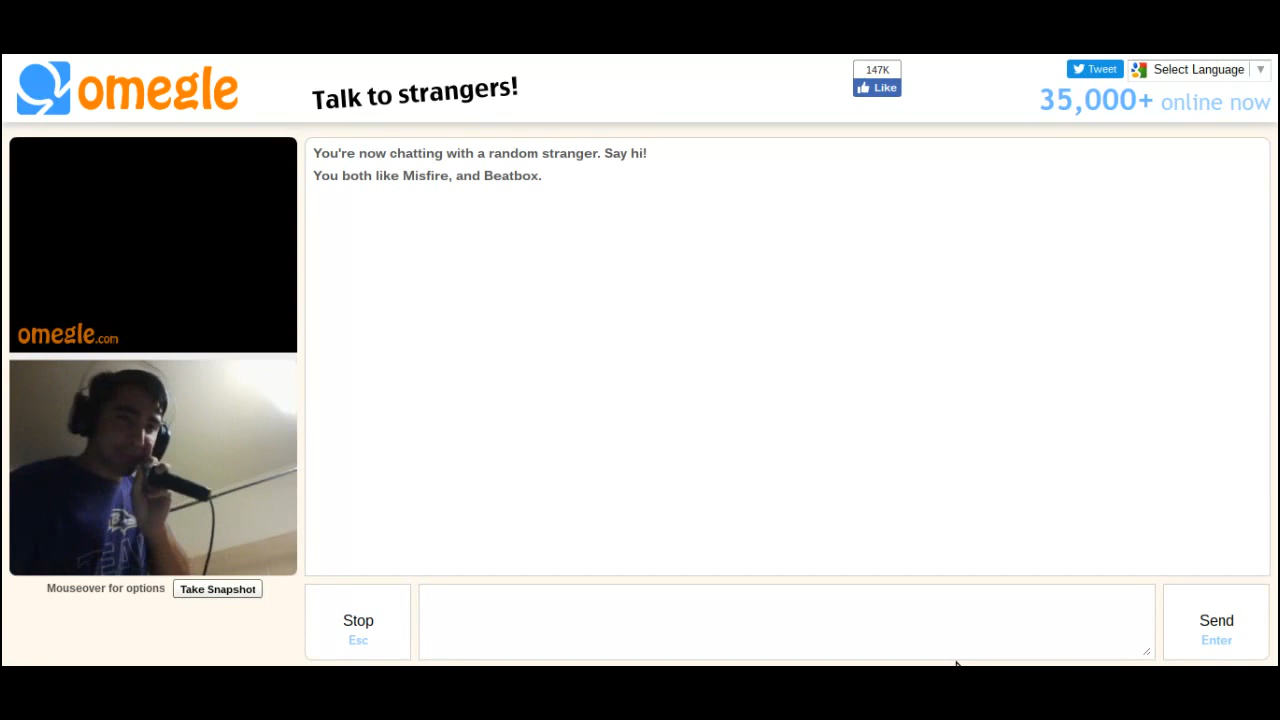 omegle
Talk to strangers!
147K
Like
Tweet
Select Language
35,000+ online now
omegle.com
You're now chatting with a random stranger. Say hi!
You both like Misfire, and Beatbox.
Mouseover for options
Take Snapshot
Stop
Esc
Send
Enter